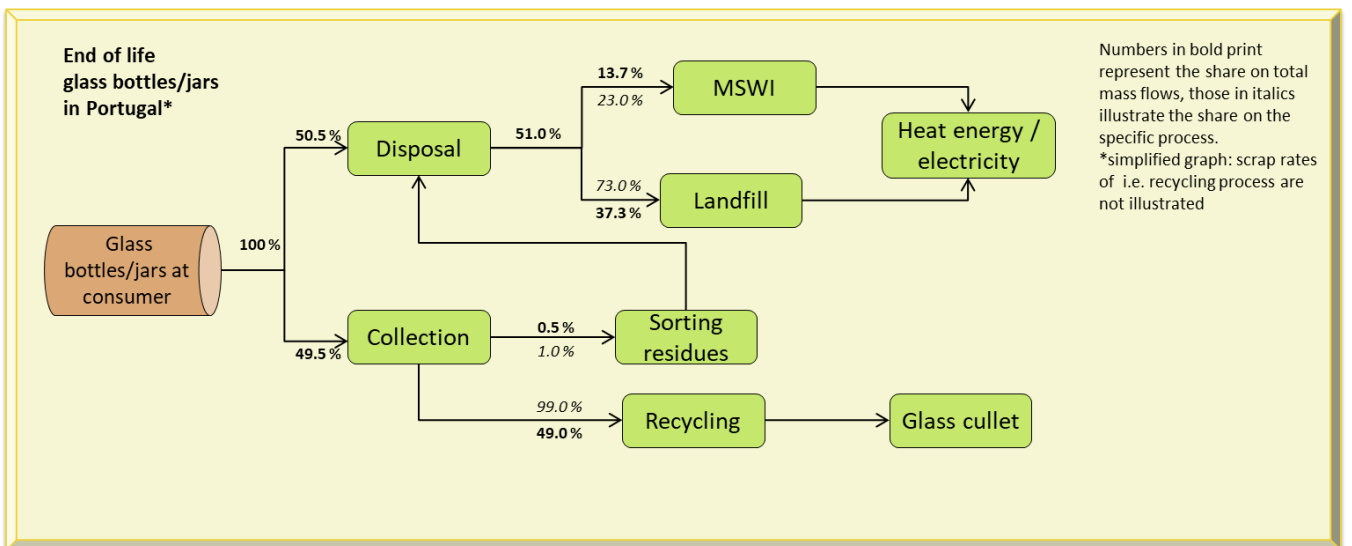 End of life
glass bottles/jars
in Portugal*
Numbers in bold print
represent the share on total
mass flows, those in italics
illustrate the share on the
specific process.
*simplified graph: scrap rates
of i.e. recycling process are
not illustrated
13.7 %
23.0 %
MSWI
50.5 %
Disposal
51.0 %
Heat energy /
electricity
73.0 %
37.3 %
Landfill
Glass
bottles/jars at
consumer
100 %
49.5 %
Collection
0.5 %
1.0 %
Sorting
residues
99.0 %
49.0 %
Recycling
Glass cullet